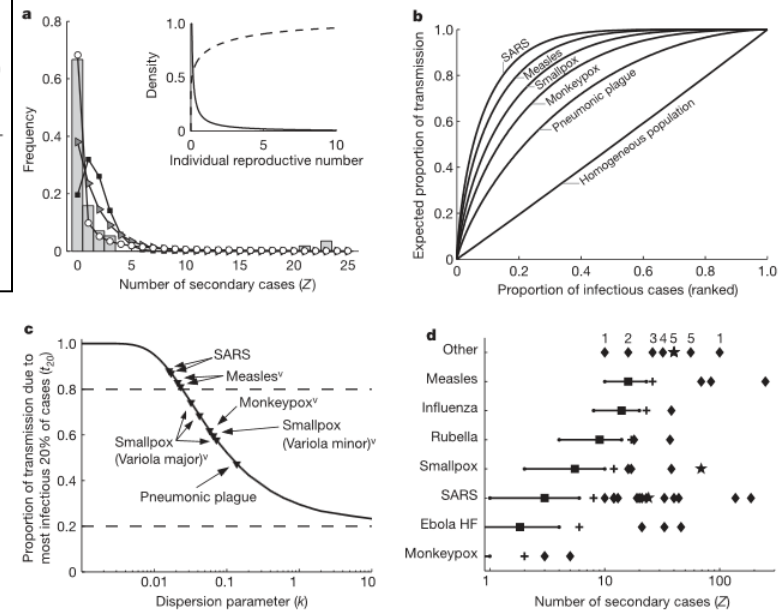 a
0.8
0.6
0.4
0.2
0
Frequency
0 5 10 15 20 25
Number of secondary cases (Z)
1.0
0.5
0
Density
0 5 10
Individual reproductive number
b
1.0
0.8
0.6
0.4
0.2
0
Expected proportion of transmission
SARS
Measles
Smallpox
Monkeypox
Pneumonic plague
Homogeneous population
0 0.2 0.4 0.6 0.8 1.0
Proportion of infectious cases (ranked)
c
1.0
0.8
0.6
0.4
0.2
0
Proportion of transmission due to
most infectious 20% of cases (t20)
SARS
Measlesv
Monkeypoxv
Smallpox
(Variola minor)v
Smallpox
(Variola major)v
Pneumonic plague
0.01 0.1 1 10
Dispersion parameter (k)
d
1 2 3 4 5 5 1
Other
Measles
Influenza
Rubella
Smallpox
SARS
Ebola HF
Monkeypox
1 10 100
Number of secondary cases (Z)